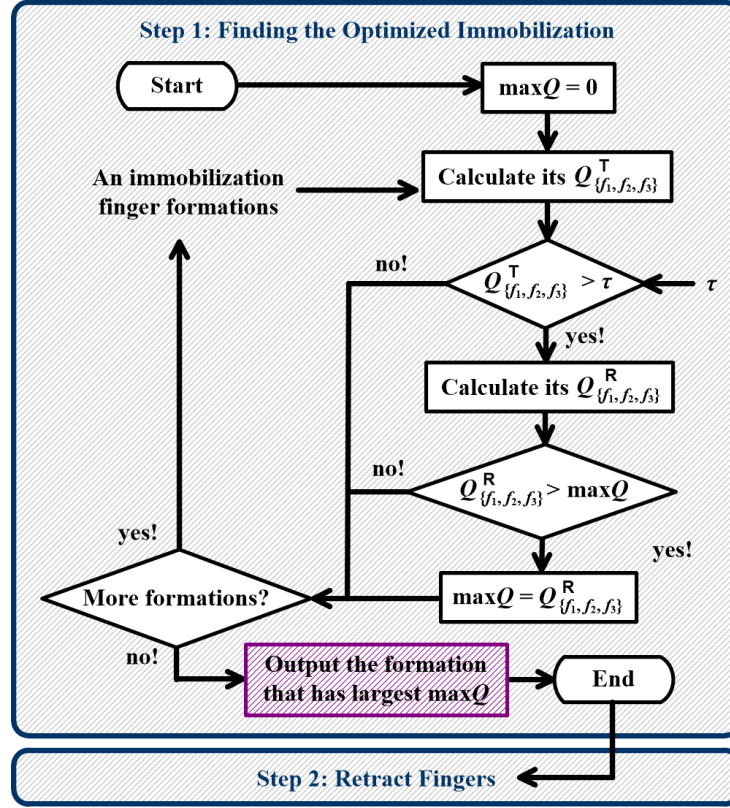 Step 1: Finding the Optimized Immobilization
Start
maxQ = 0
An immobilization
finger formations
Calculate its Q^T_{f₁, f₂, f₃}
no!
Q^T_{f₁, f₂, f₃} > τ
τ
yes!
Calculate its Q^R_{f₁, f₂, f₃}
no!
Q^R_{f₁, f₂, f₃} > maxQ
yes!
yes!
More formations?
maxQ = Q^R_{f₁, f₂, f₃}
no!
Output the formation
that has largest maxQ
End
Step 2: Retract Fingers